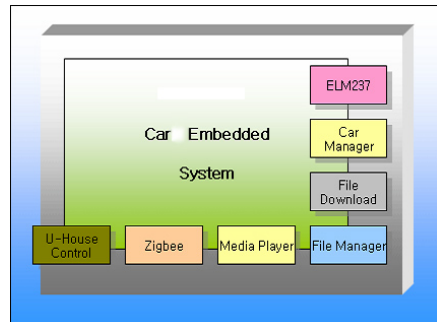 ELM237
Car Embedded
System
Car
Manager
File
Download
U-House
Control
Zigbee
Media Player
File Manager